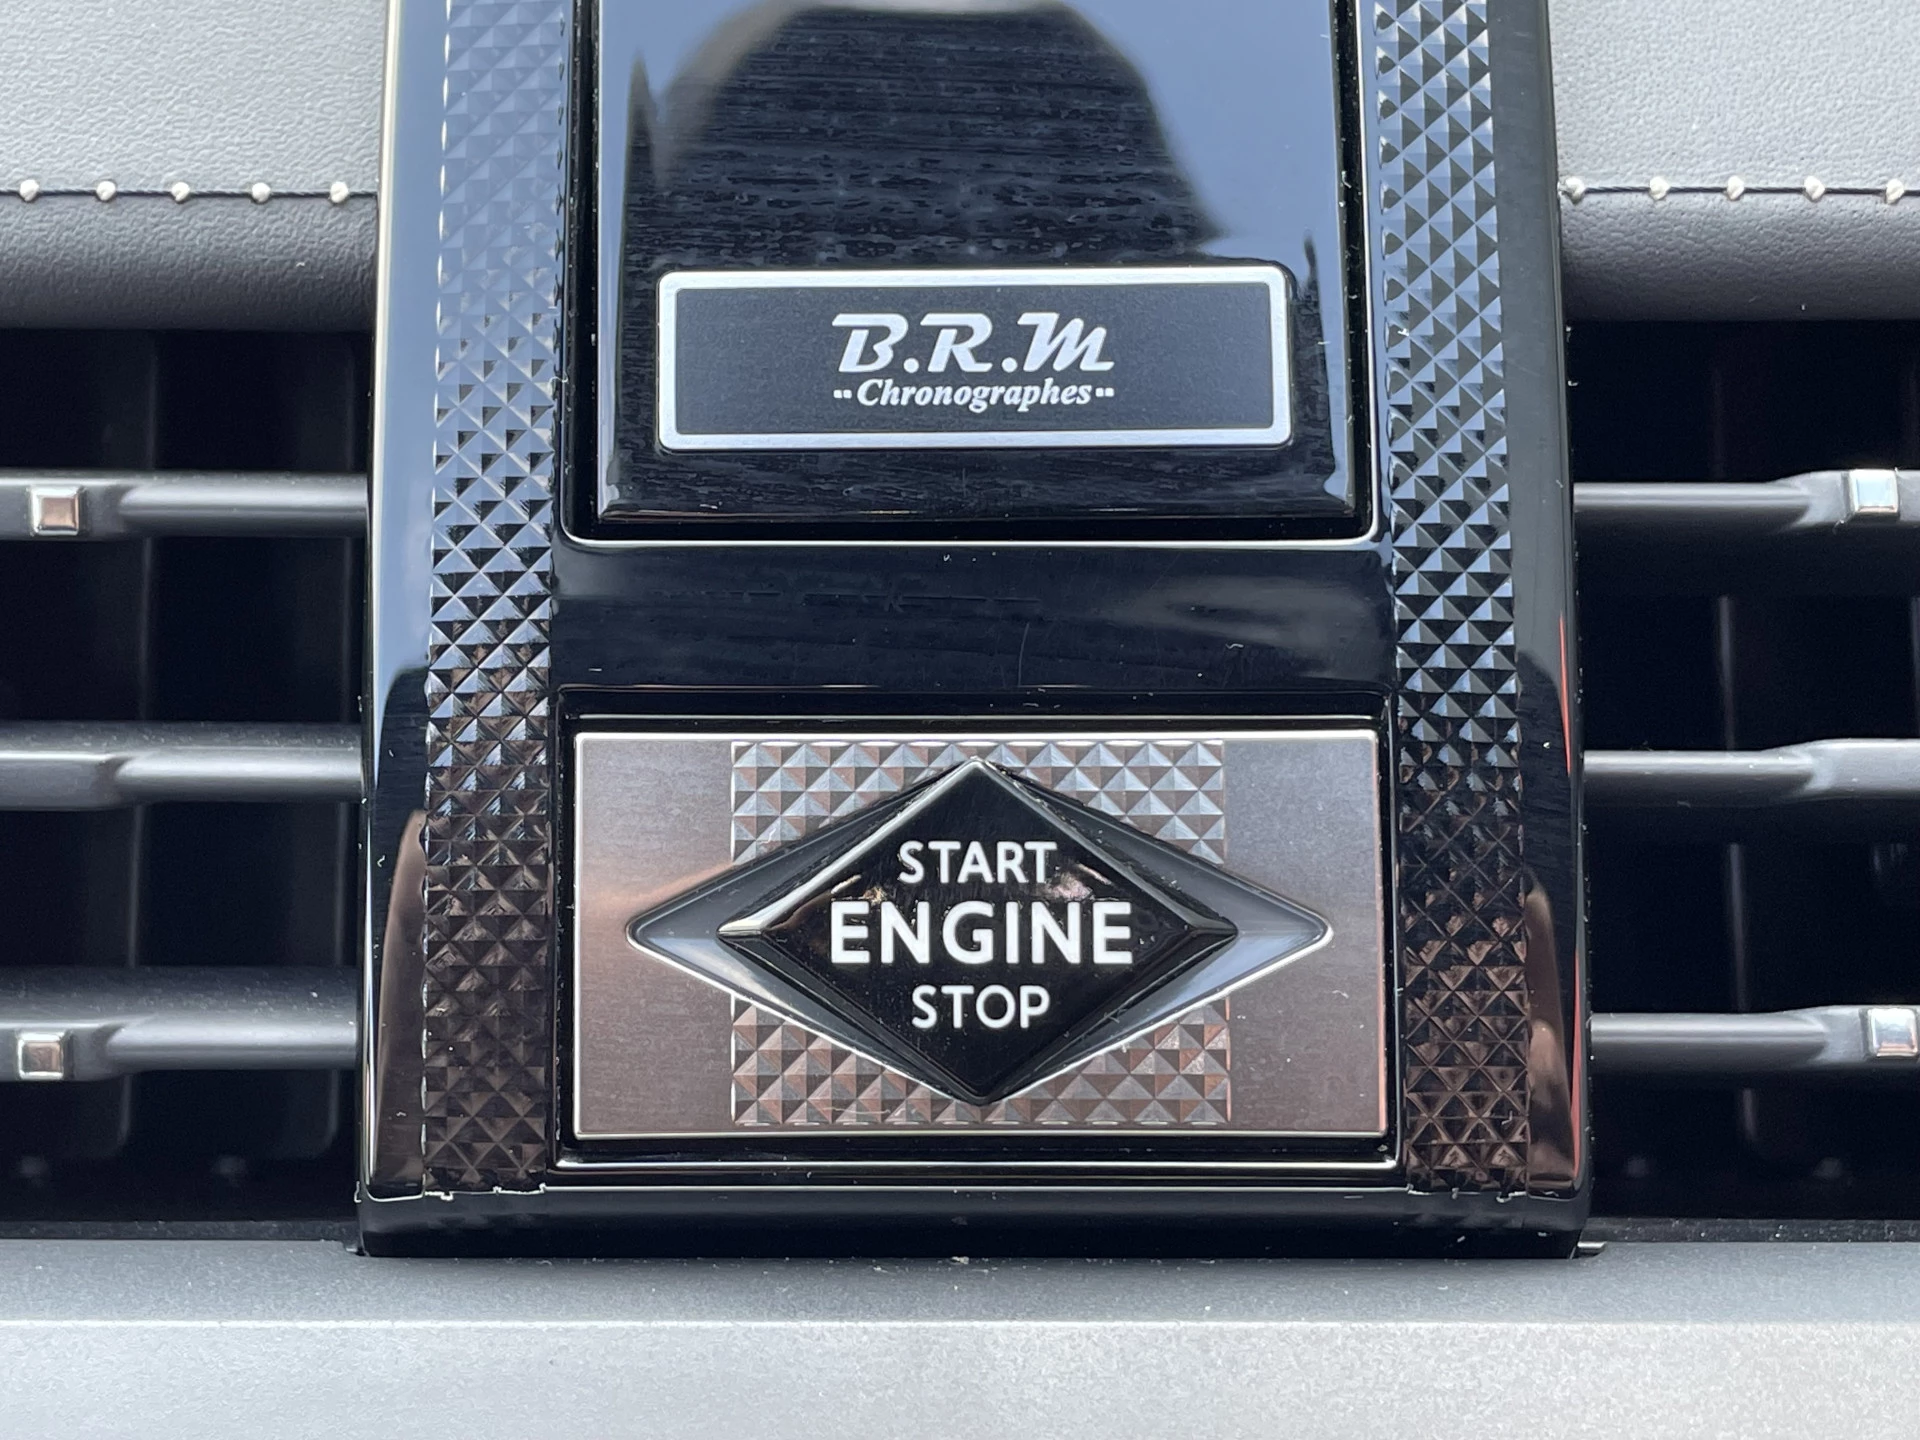 B.R.M
Chronographes
START
ENGINE
STOP